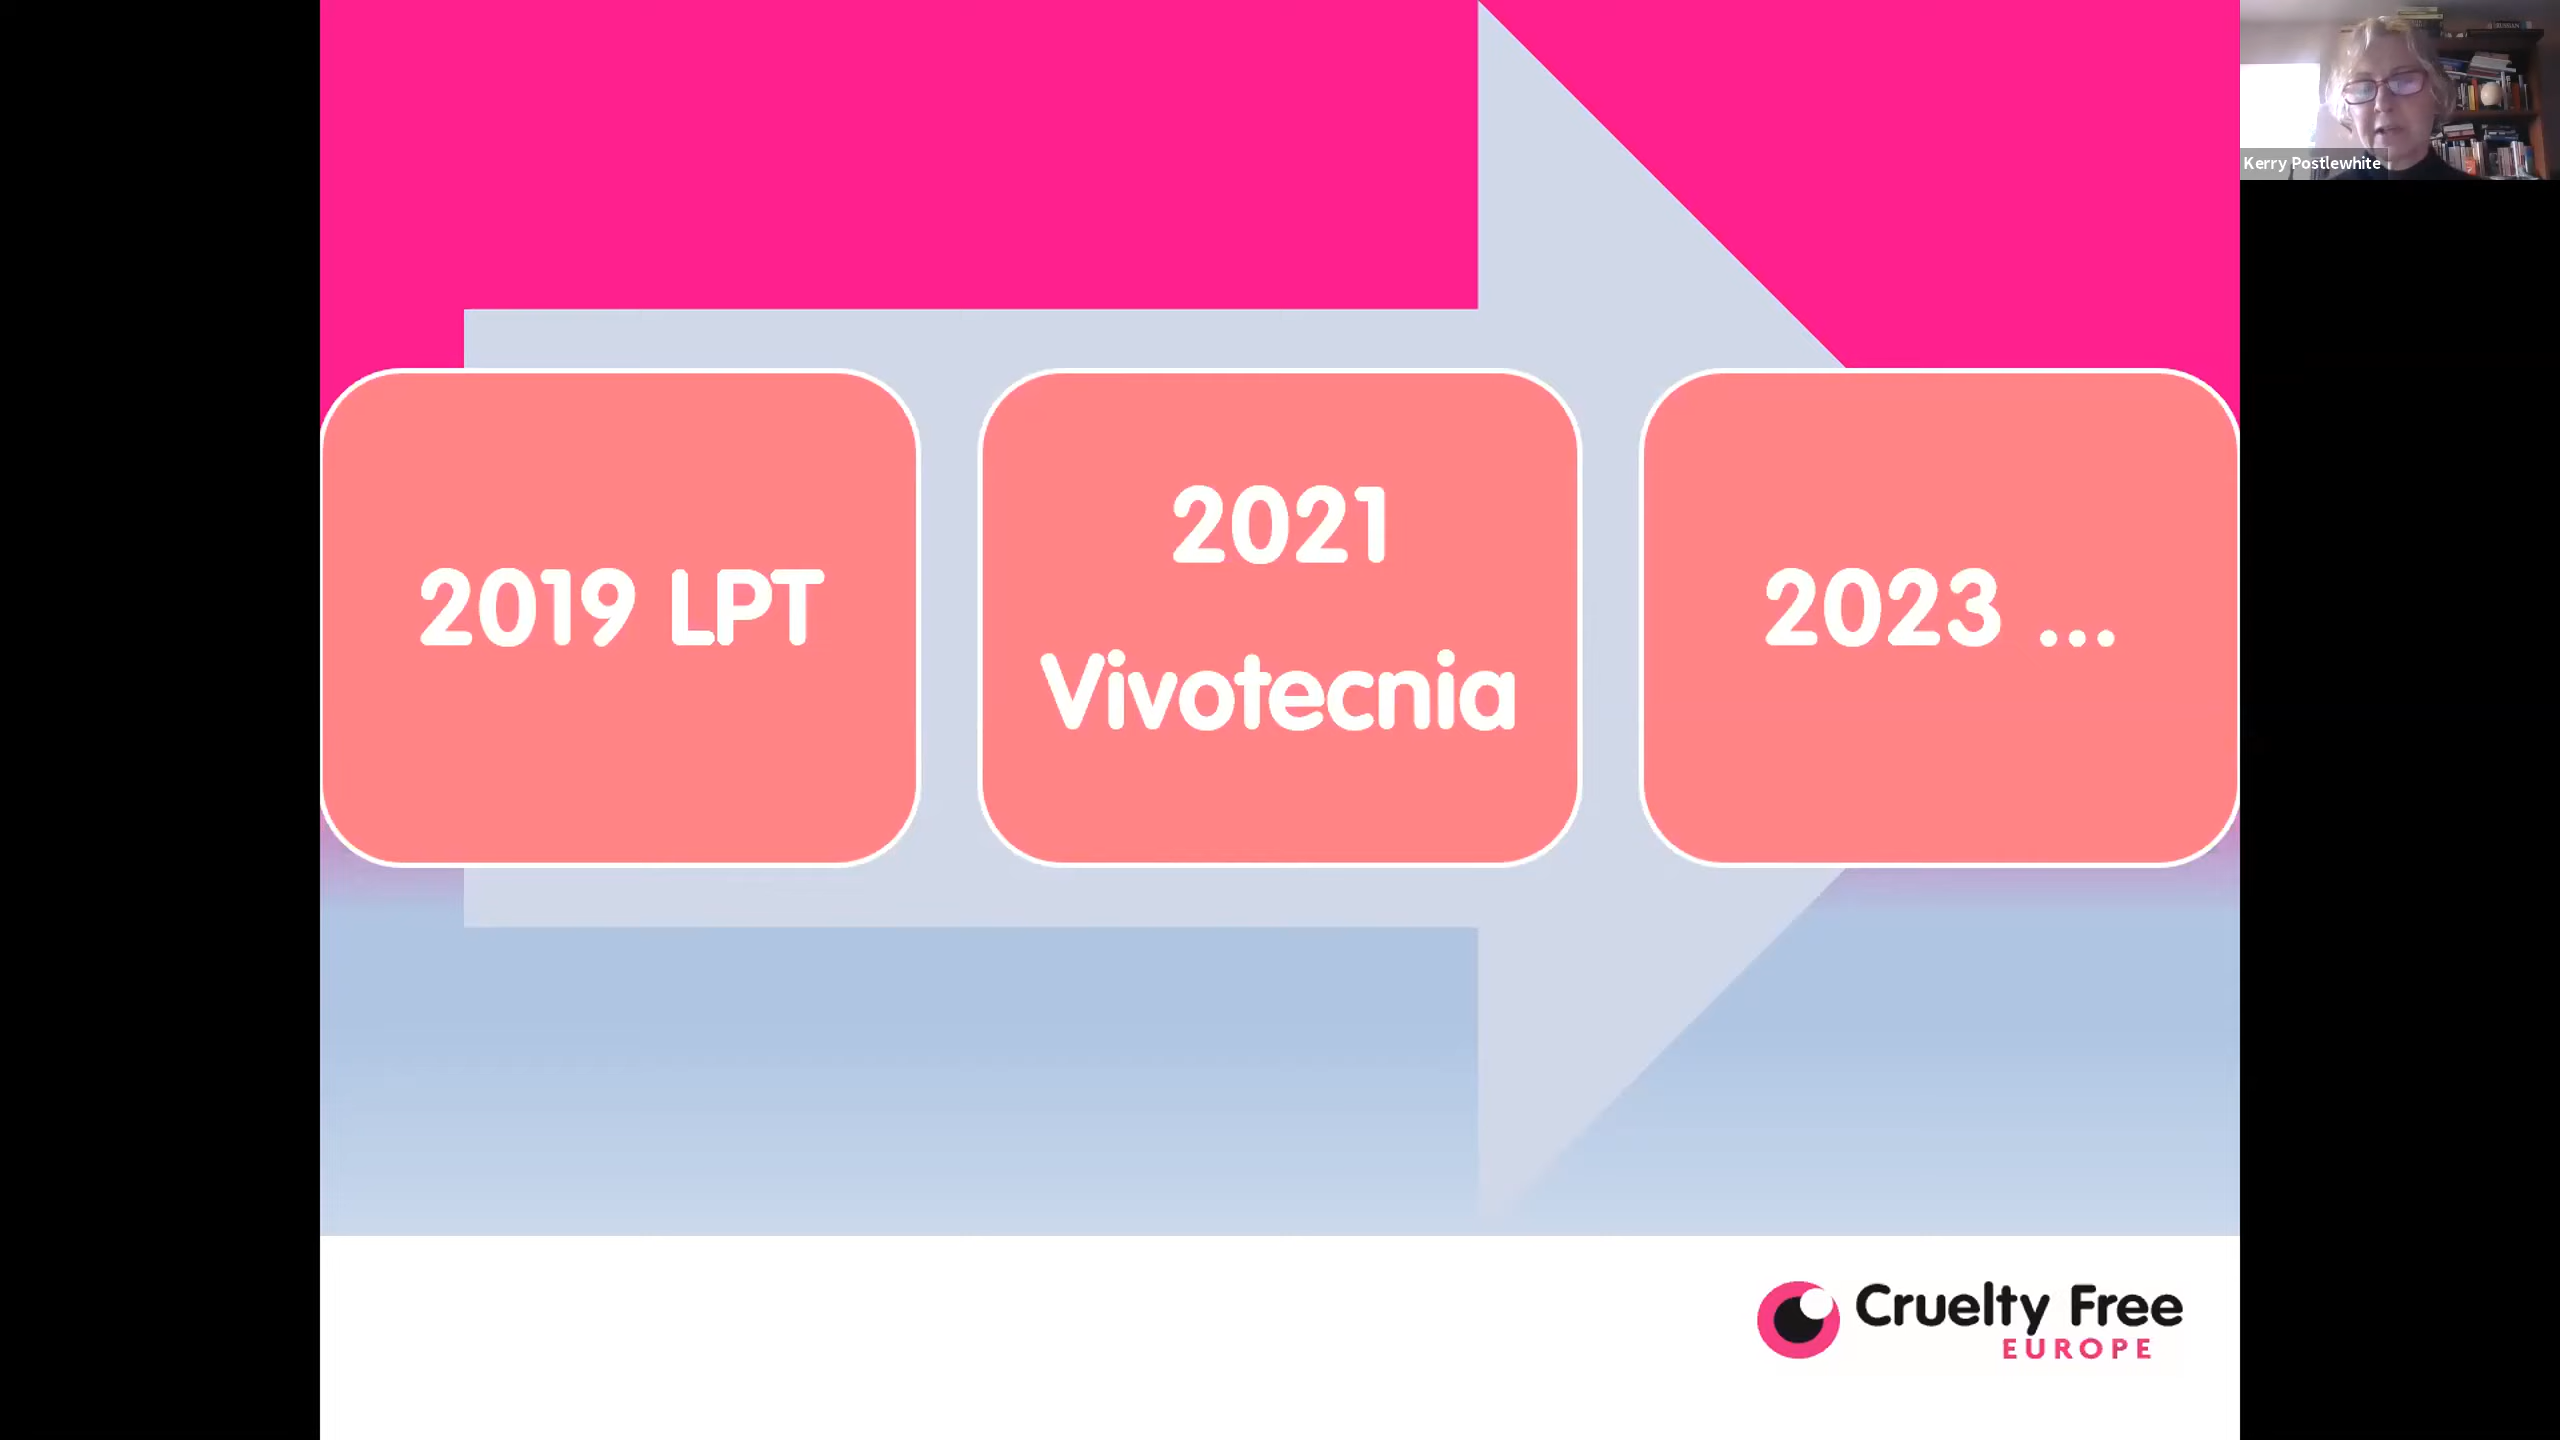 Kerry Postlewhite
2019 LPT
2021
Vivotecnia
2023 ...
Cruelty Free
EUROPE